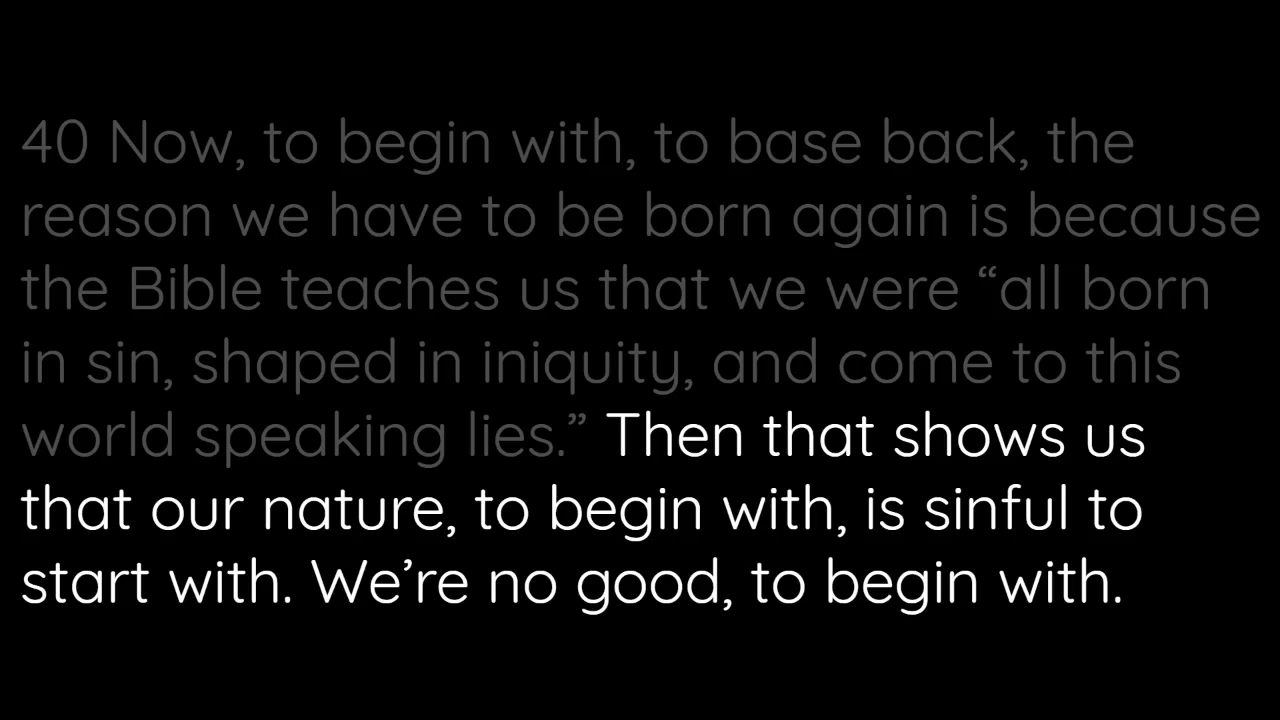 40 Now, to begin with, to base back, the
reason we have to be born again is because
the Bible teaches us that we were “all born
in sin, shaped in iniquity, and come to this
world speaking lies.” Then that shows us
that our nature, to begin with, is sinful to
start with. We’re no good, to begin with.